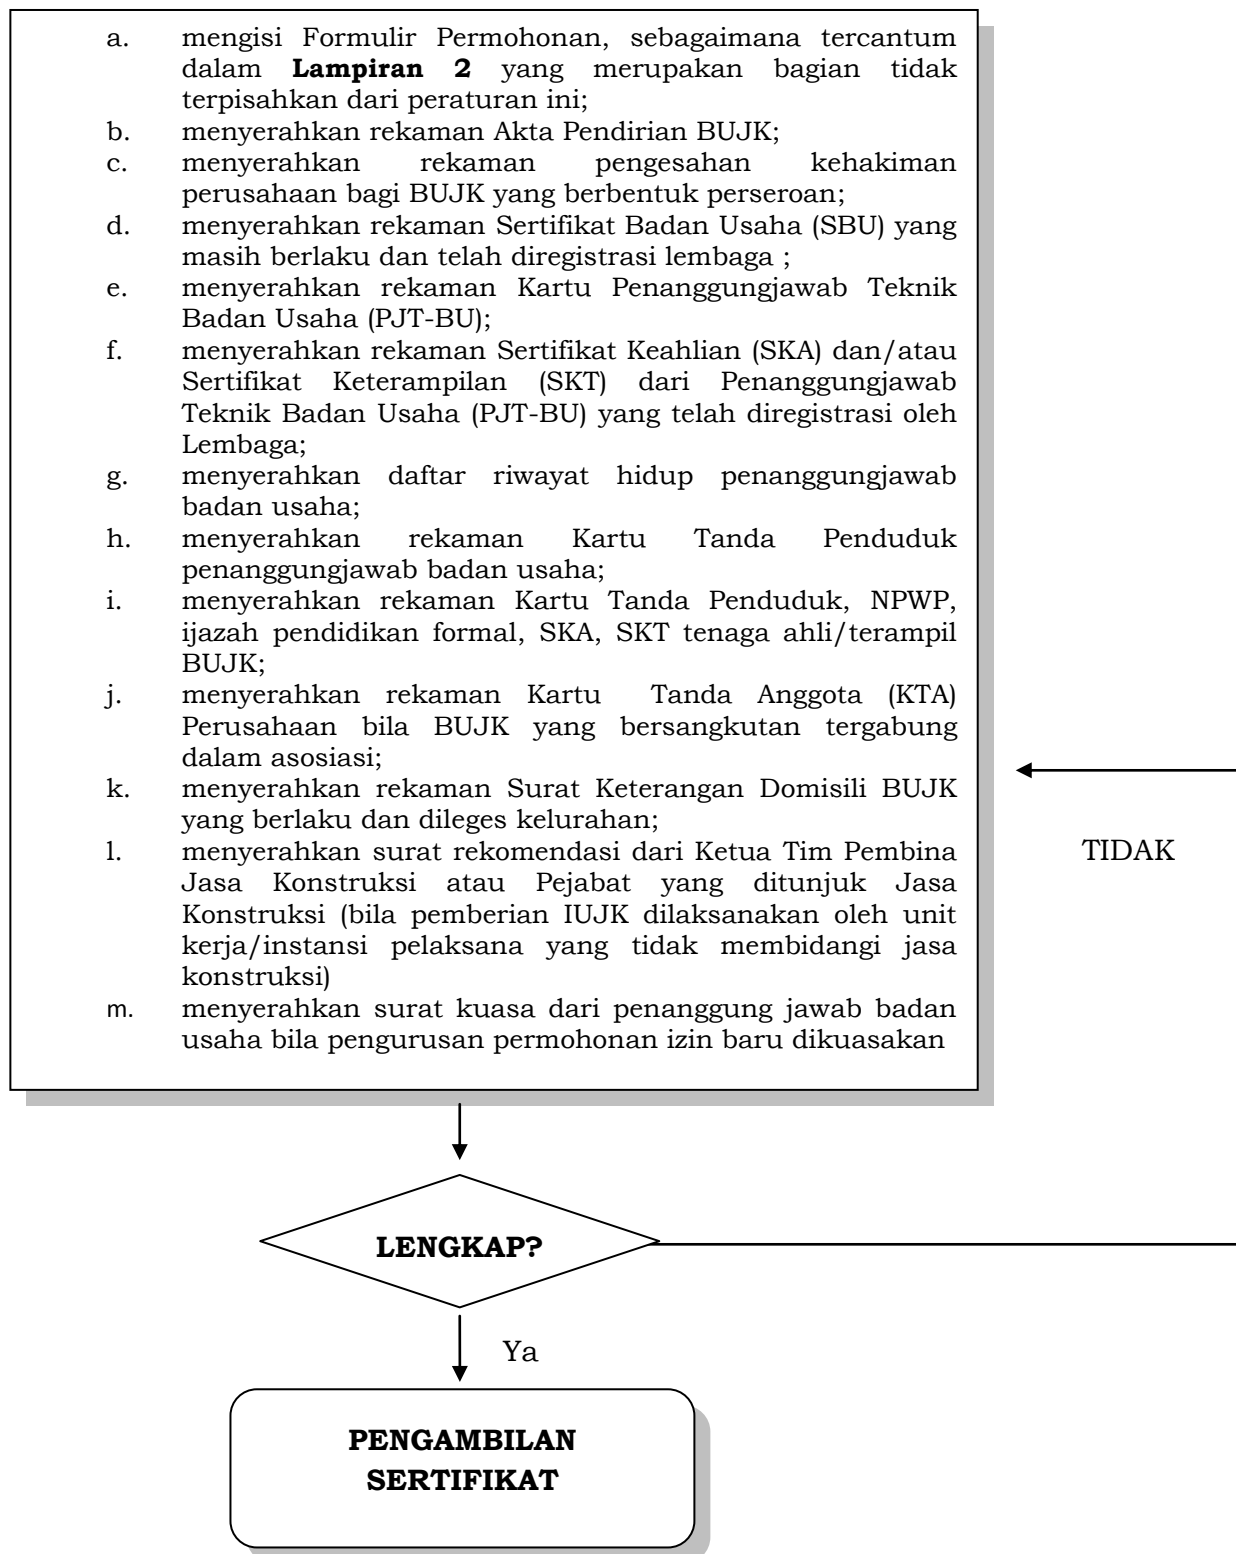 a. mengisi Formulir Permohonan, sebagaimana tercantum
dalam Lampiran 2 yang merupakan bagian tidak
terpisahkan dari peraturan ini;
b. menyerahkan rekaman Akta Pendirian BUJK;
c. menyerahkan rekaman pengesahan kehakiman
perusahaan bagi BUJK yang berbentuk perseroan;
d. menyerahkan rekaman Sertifikat Badan Usaha (SBU) yang
masih berlaku dan telah diregistrasi lembaga ;
e. menyerahkan rekaman Kartu Penanggungjawab Teknik
Badan Usaha (PJT-BU);
f. menyerahkan rekaman Sertifikat Keahlian (SKA) dan/atau
Sertifikat Keterampilan (SKT) dari Penanggungjawab
Teknik Badan Usaha (PJT-BU) yang telah diregistrasi oleh
Lembaga;
g. menyerahkan daftar riwayat hidup penanggungjawab
badan usaha;
h. menyerahkan rekaman Kartu Tanda Penduduk
penanggungjawab badan usaha;
i. menyerahkan rekaman Kartu Tanda Penduduk, NPWP,
ijazah pendidikan formal, SKA, SKT tenaga ahli/terampil
BUJK;
j. menyerahkan rekaman Kartu Tanda Anggota (KTA)
Perusahaan bila BUJK yang bersangkutan tergabung
dalam asosiasi;
k. menyerahkan rekaman Surat Keterangan Domisili BUJK
yang berlaku dan dileges kelurahan;
l. menyerahkan surat rekomendasi dari Ketua Tim Pembina
Jasa Konstruksi atau Pejabat yang ditunjuk Jasa
Konstruksi (bila pemberian IUJK dilaksanakan oleh unit
kerja/instansi pelaksana yang tidak membidangi jasa
konstruksi)
m. menyerahkan surat kuasa dari penanggung jawab badan
usaha bila pengurusan permohonan izin baru dikuasakan
TIDAK
LENGKAP?
Ya
PENGAMBILAN
SERTIFIKAT